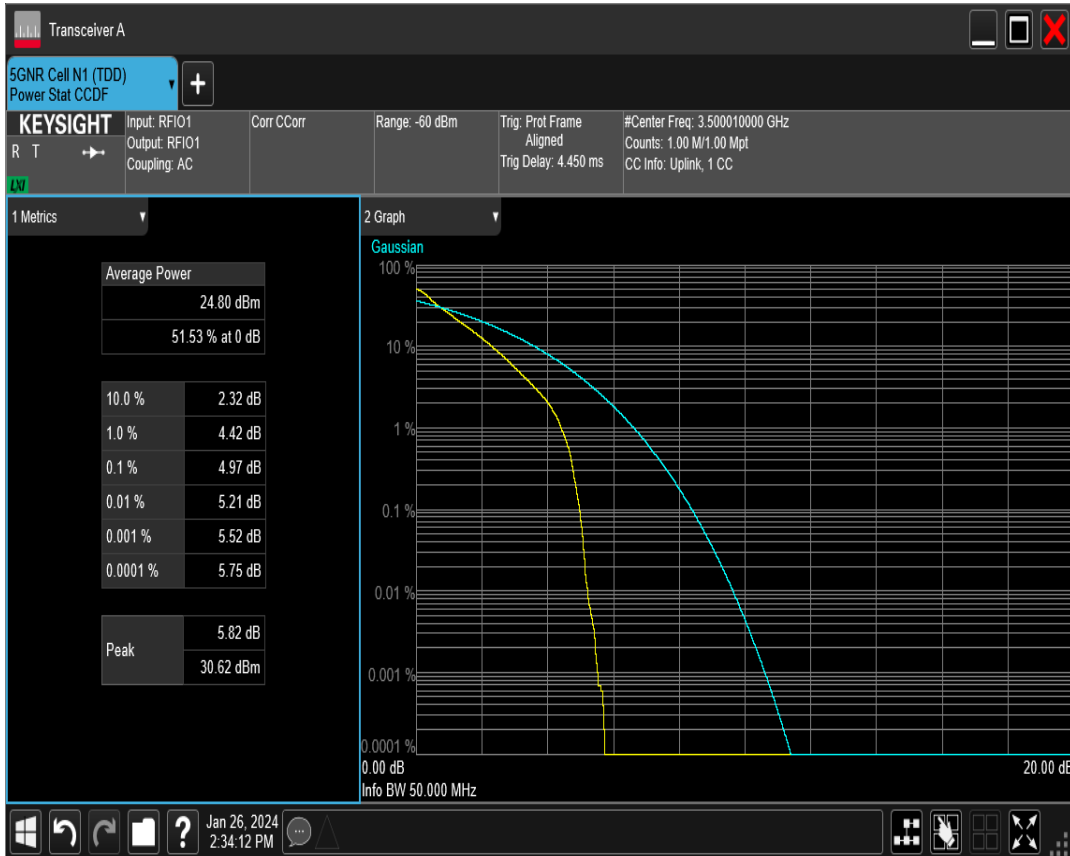 Transceiver A
5GNR Cell N1 (TDD)
Power Stat CCDF
+
KEYSIGHT
R T
LXI
Input: RFIO1
Output: RFIO1
Coupling: AC
Corr CCorr
Range: -60 dBm
Trig: Prot Frame
Aligned
Trig Delay: 4.450 ms
#Center Freq: 3.500010000 GHz
Counts: 1.00 M/1.00 Mpt
CC Info: Uplink, 1 CC
1 Metrics
Average Power
24.80 dBm
51.53 % at 0 dB
10.0 % 2.32 dB
1.0 % 4.42 dB
0.1 % 4.97 dB
0.01 % 5.21 dB
0.001 % 5.52 dB
0.0001 % 5.75 dB
Peak
5.82 dB
30.62 dBm
2 Graph
Gaussian
100 %
10 %
1 %
0.1 %
0.01 %
0.001 %
0.0001 %
0.00 dB 20.00 dB
Info BW 50.000 MHz
?
Jan 26, 2024
2:34:12 PM